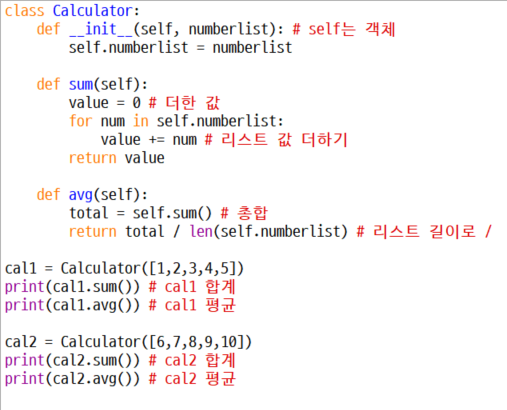 class Calculator:
    def __init__(self, numberlist): # self는 객체
        self.numberlist = numberlist

    def sum(self):
        value = 0 # 더한 값
        for num in self.numberlist:
            value += num # 리스트 값 더하기
        return value

    def avg(self):
        total = self.sum() # 총합
        return total / len(self.numberlist) # 리스트 길이로 /

cal1 = Calculator([1,2,3,4,5])
print(cal1.sum()) # cal1 합계
print(cal1.avg()) # cal1 평균

cal2 = Calculator([6,7,8,9,10])
print(cal2.sum()) # cal2 합계
print(cal2.avg()) # cal2 평균